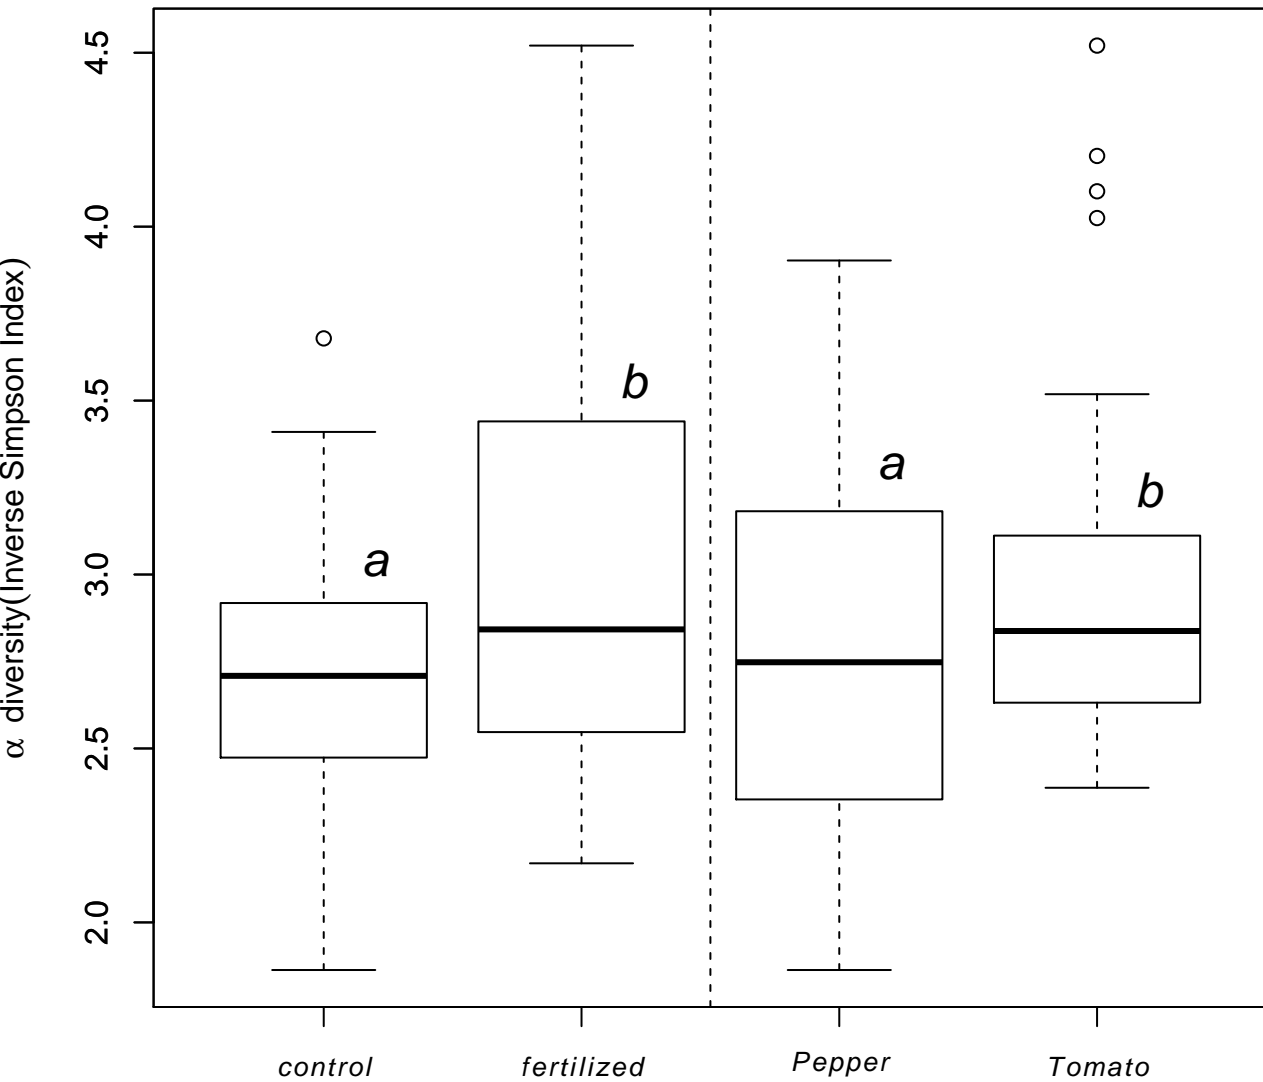 α diversity(Inverse Simpson Index)
4.5
4.0
3.5
3.0
2.5
2.0
a
b
a
b
control
fertilized
Pepper
Tomato